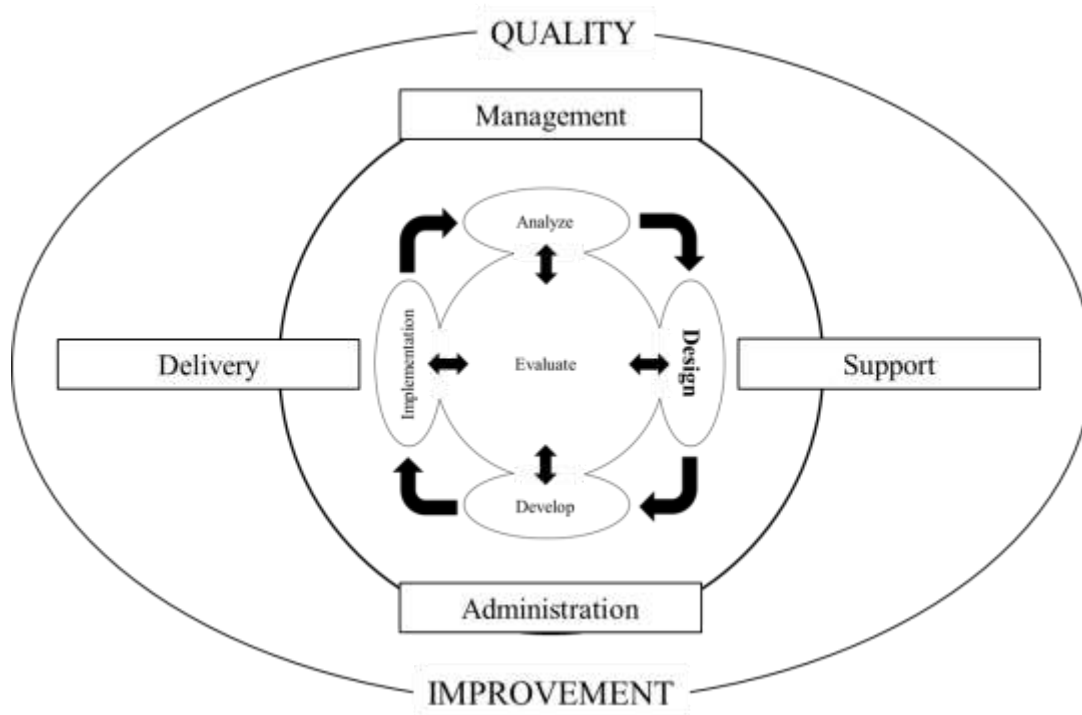 QUALITY
Management
Analyze
Delivery
Implementation
Evaluate
Design
Support
Develop
Administration
IMPROVEMENT